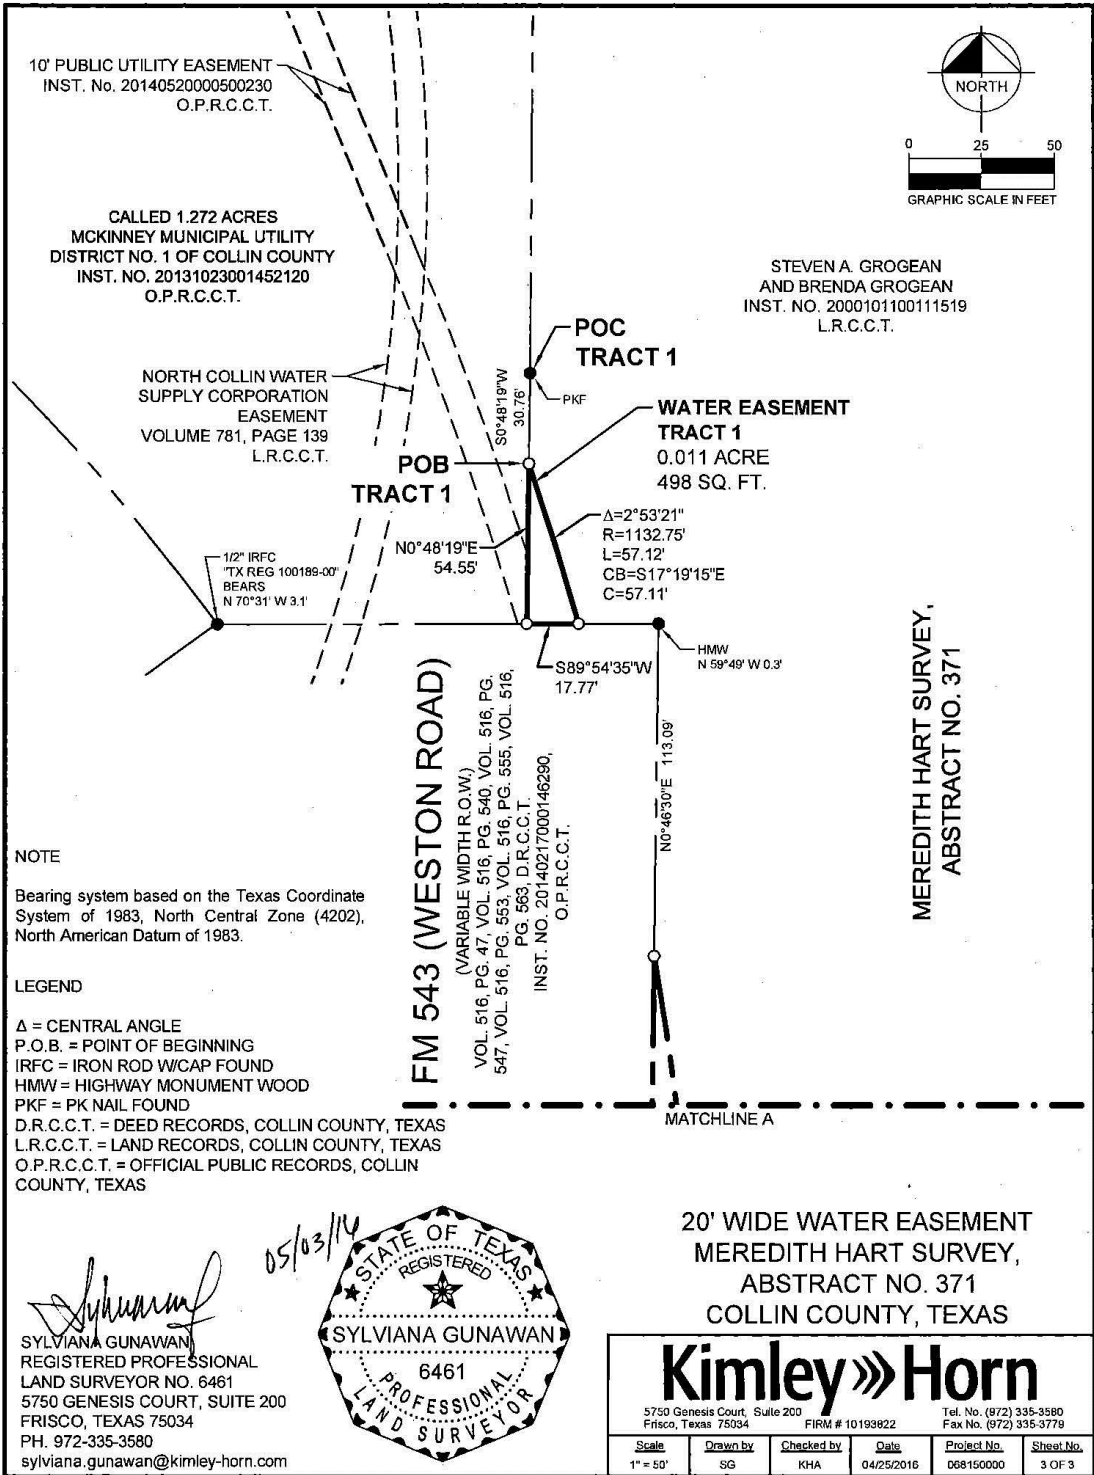 10' PUBLIC UTILITY EASEMENT
INST. No. 20140520000500230
O.P.R.C.C.T.
NORTH
0 25 50
GRAPHIC SCALE IN FEET
CALLED 1.272 ACRES
MCKINNEY MUNICIPAL UTILITY
DISTRICT NO. 1 OF COLLIN COUNTY
INST. NO. 20131023001452120
O.P.R.C.C.T.
STEVEN A. GROGEAN
AND BRENDA GROGEAN
INST. NO. 2000101100111519
L.R.C.C.T.
POC
TRACT 1
PKF
S0°48'19"W
30.76'
NORTH COLLIN WATER
SUPPLY CORPORATION
EASEMENT
VOLUME 781, PAGE 139
L.R.C.C.T.
WATER EASEMENT
TRACT 1
0.011 ACRE
498 SQ. FT.
POB
TRACT 1
Δ=2°53'21"
R=1132.75'
L=57.12'
CB=S17°19'15"E
C=57.11'
N0°48'19"E
54.55'
1/2" IRFC
"TX REG 100189-00"
BEARS
N 70°31' W 3.1'
HMW
N 59°49' W 0.3'
S89°54'35"W
17.77'
FM 543 (WESTON ROAD)
(VARIABLE WIDTH R.O.W.)
VOL. 516, PG. 47, VOL. 516, PG. 540, VOL. 516, PG.
547, VOL. 516, PG. 553, VOL. 516, PG. 555, VOL. 516,
PG. 563, D.R.C.C.T.
INST. NO. 20140217000146290,
O.P.R.C.C.T.
N0°46'30"E 113.09'
MEREDITH HART SURVEY,
ABSTRACT NO. 371
NOTE
Bearing system based on the Texas Coordinate
System of 1983, North Central Zone (4202),
North American Datum of 1983.
LEGEND
Δ = CENTRAL ANGLE
P.O.B. = POINT OF BEGINNING
IRFC = IRON ROD W/CAP FOUND
HMW = HIGHWAY MONUMENT WOOD
PKF = PK NAIL FOUND
D.R.C.C.T. = DEED RECORDS, COLLIN COUNTY, TEXAS
L.R.C.C.T. = LAND RECORDS, COLLIN COUNTY, TEXAS
O.P.R.C.C.T. = OFFICIAL PUBLIC RECORDS, COLLIN
COUNTY, TEXAS
MATCHLINE A
SYLVIANA GUNAWAN
REGISTERED PROFESSIONAL
LAND SURVEYOR NO. 6461
5750 GENESIS COURT, SUITE 200
FRISCO, TEXAS 75034
PH. 972-335-3580
sylviana.gunawan@kimley-horn.com
STATE OF TEXAS
REGISTERED
SYLVIANA GUNAWAN
6461
PROFESSIONAL
LAND SURVEYOR
20' WIDE WATER EASEMENT
MEREDITH HART SURVEY,
ABSTRACT NO. 371
COLLIN COUNTY, TEXAS
Kimley»Horn
5750 Genesis Court, Suite 200
Frisco, Texas 75034
FIRM # 10193822
Tel. No. (972) 335-3580
Fax No. (972) 335-3779
Scale Drawn by Checked by Date Project No. Sheet No.
1" = 50' SG KHA 04/25/2016 068150000 3 OF 3